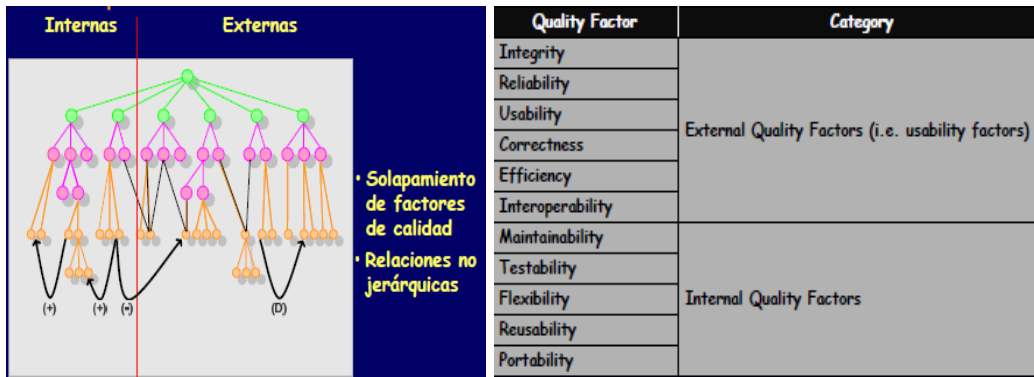 Internas Externas
(+) (+) (-) (D)
• Solapamiento
de factores
de calidad
• Relaciones no
jerárquicas
Quality Factor Category
Integrity
Reliability
Usability
Correctness
Efficiency
Interoperability
External Quality Factors (i.e. usability factors)
Maintainability
Testability
Flexibility
Reusability
Portability
Internal Quality Factors